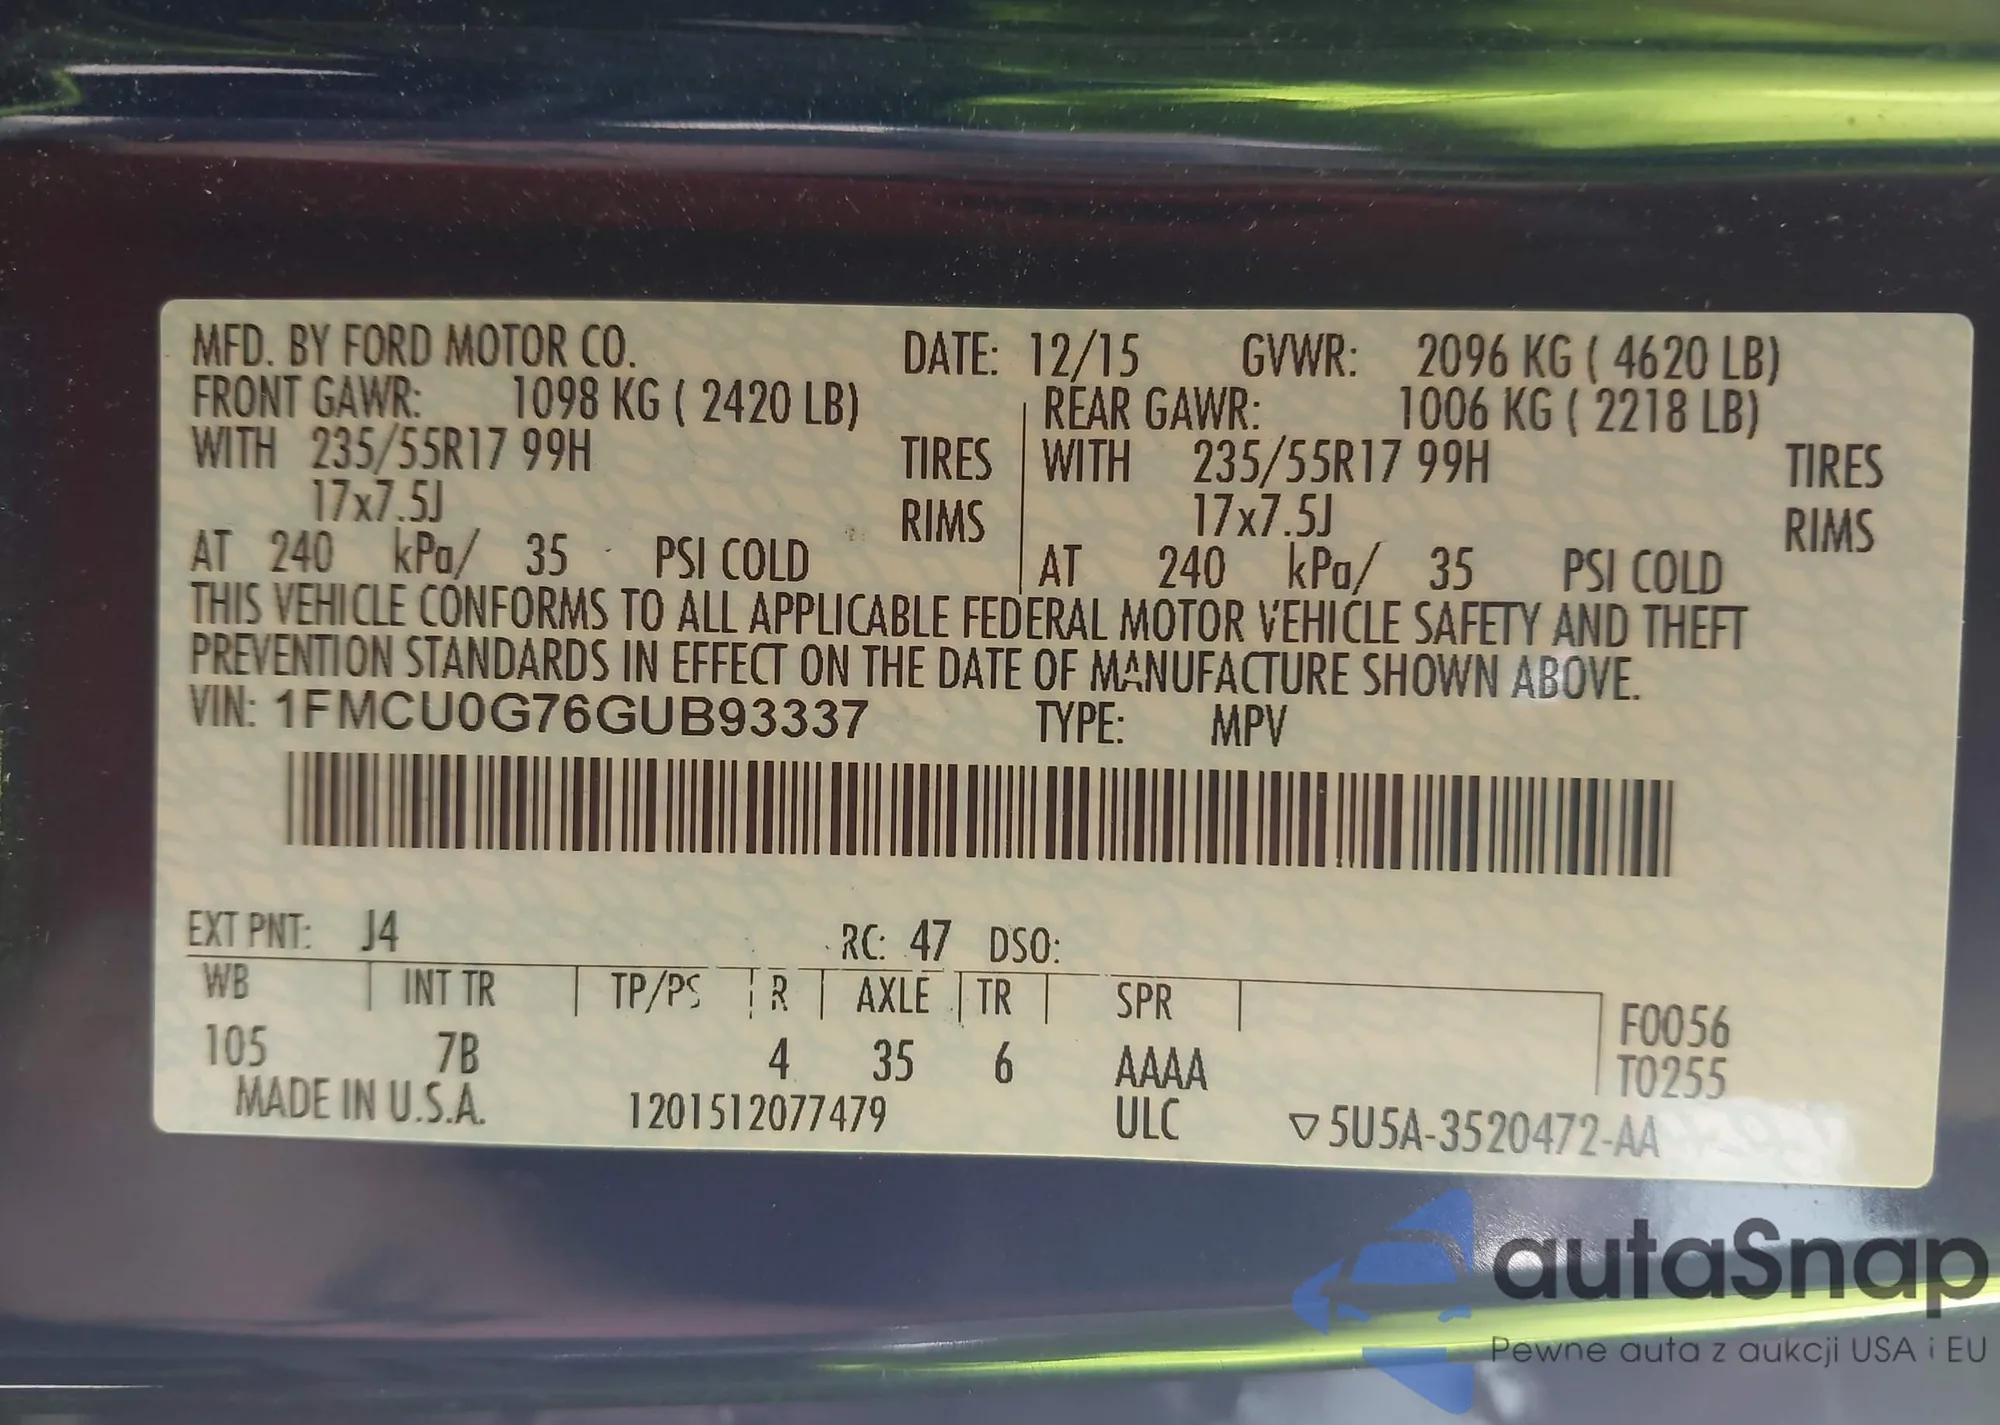 MFD. BY FORD MOTOR CO. DATE: 12/15 GVWR: 2096 KG ( 4620 LB)
FRONT GAWR: 1098 KG ( 2420 LB) REAR GAWR: 1006 KG ( 2218 LB)
WITH 235/55R17 99H TIRES WITH 235/55R17 99H TIRES
17x7.5J RIMS 17x7.5J RIMS
AT 240 kPa/ 35 PSI COLD AT 240 kPa/ 35 PSI COLD
THIS VEHICLE CONFORMS TO ALL APPLICABLE FEDERAL MOTOR VEHICLE SAFETY AND THEFT
PREVENTION STANDARDS IN EFFECT ON THE DATE OF MANUFACTURE SHOWN ABOVE.
VIN: 1FMCU0G76GUB93337 TYPE: MPV
EXT PNT: J4 RC: 47 DSO:
WB INT TR TP/PS R AXLE TR SPR
F0056
105 7B 4 35 6 AAAA T0255
MADE IN U.S.A. 1201512077479 ULC ▽5U5A-3520472-AA
autaSnap
Pewne auta z aukcji USA i EU